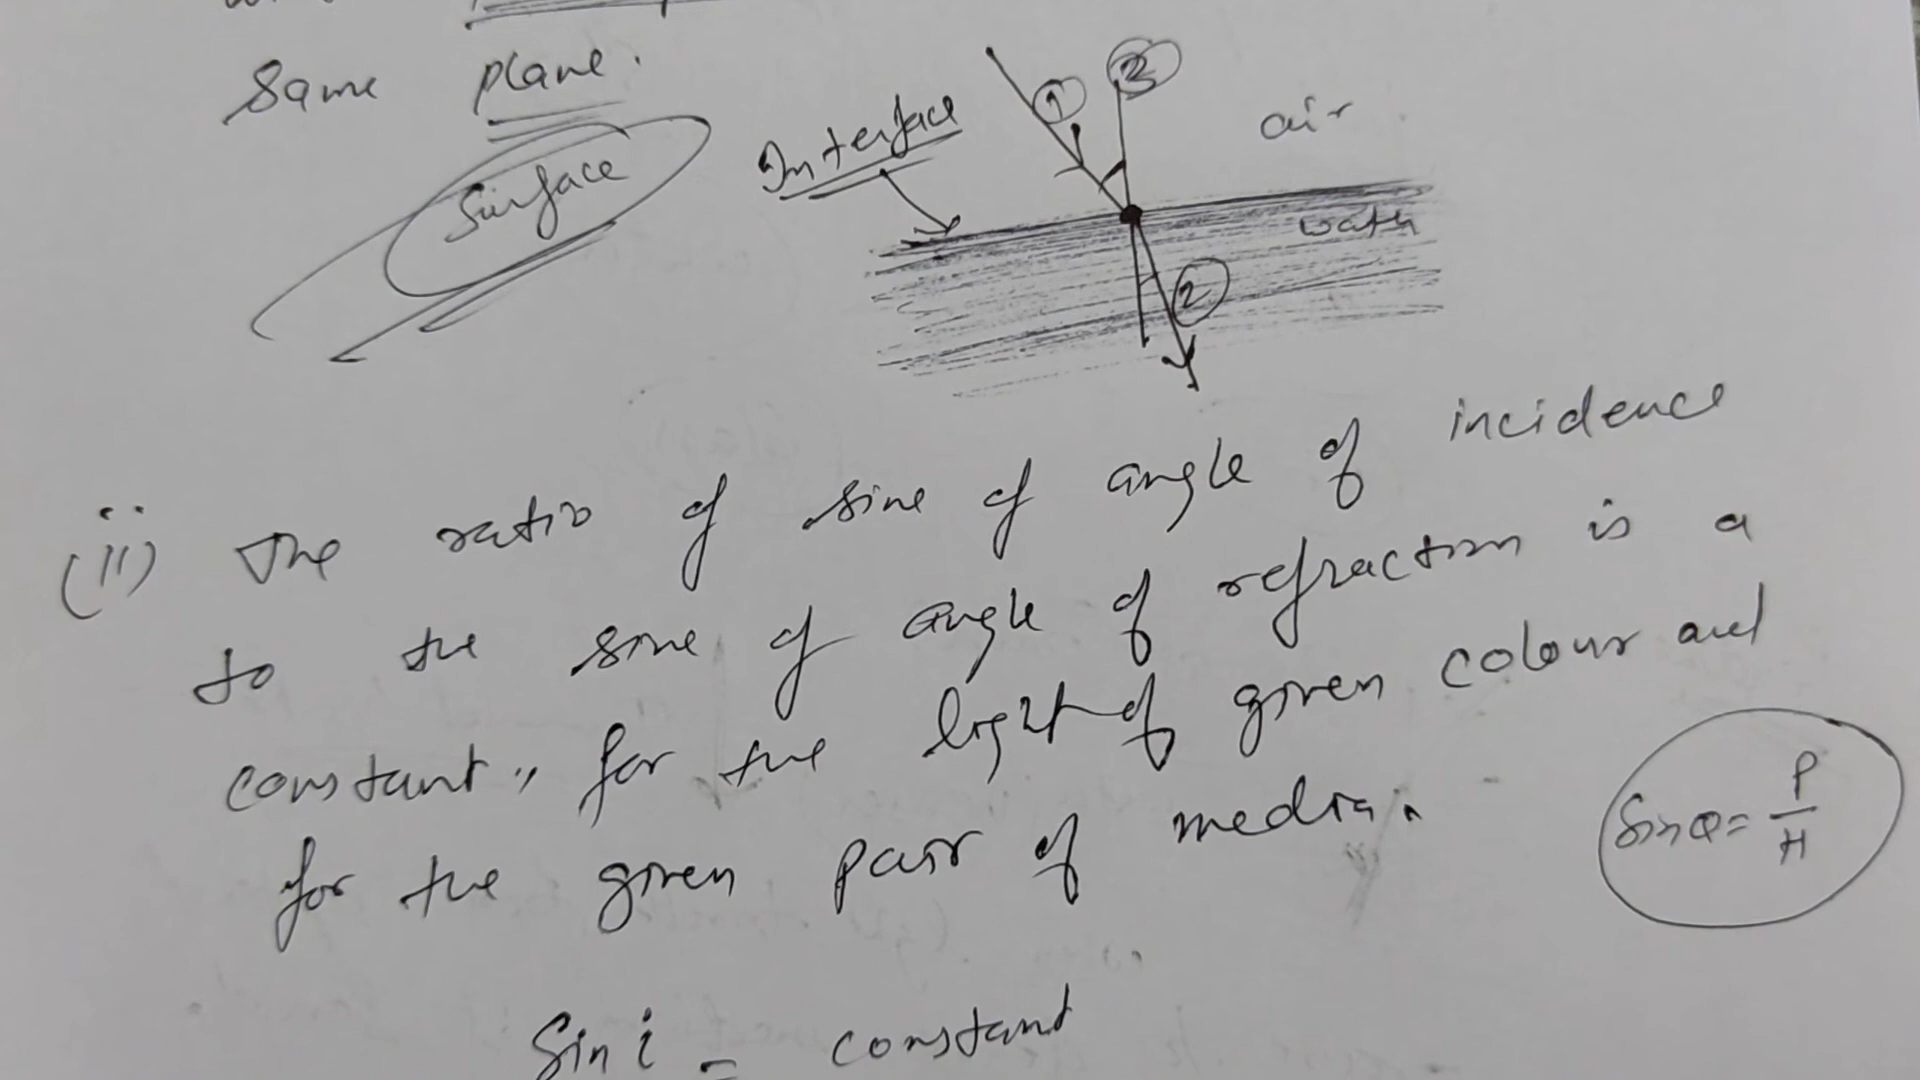 same plane.
Surface
Interface
1
3
air
water
2
(ii) The ratio of sine of angle of incidence
to the sine of angle of refraction is a
constant, for the light of given colour and
for the given pair of media.
Sin θ = P/H
Sin i = constant